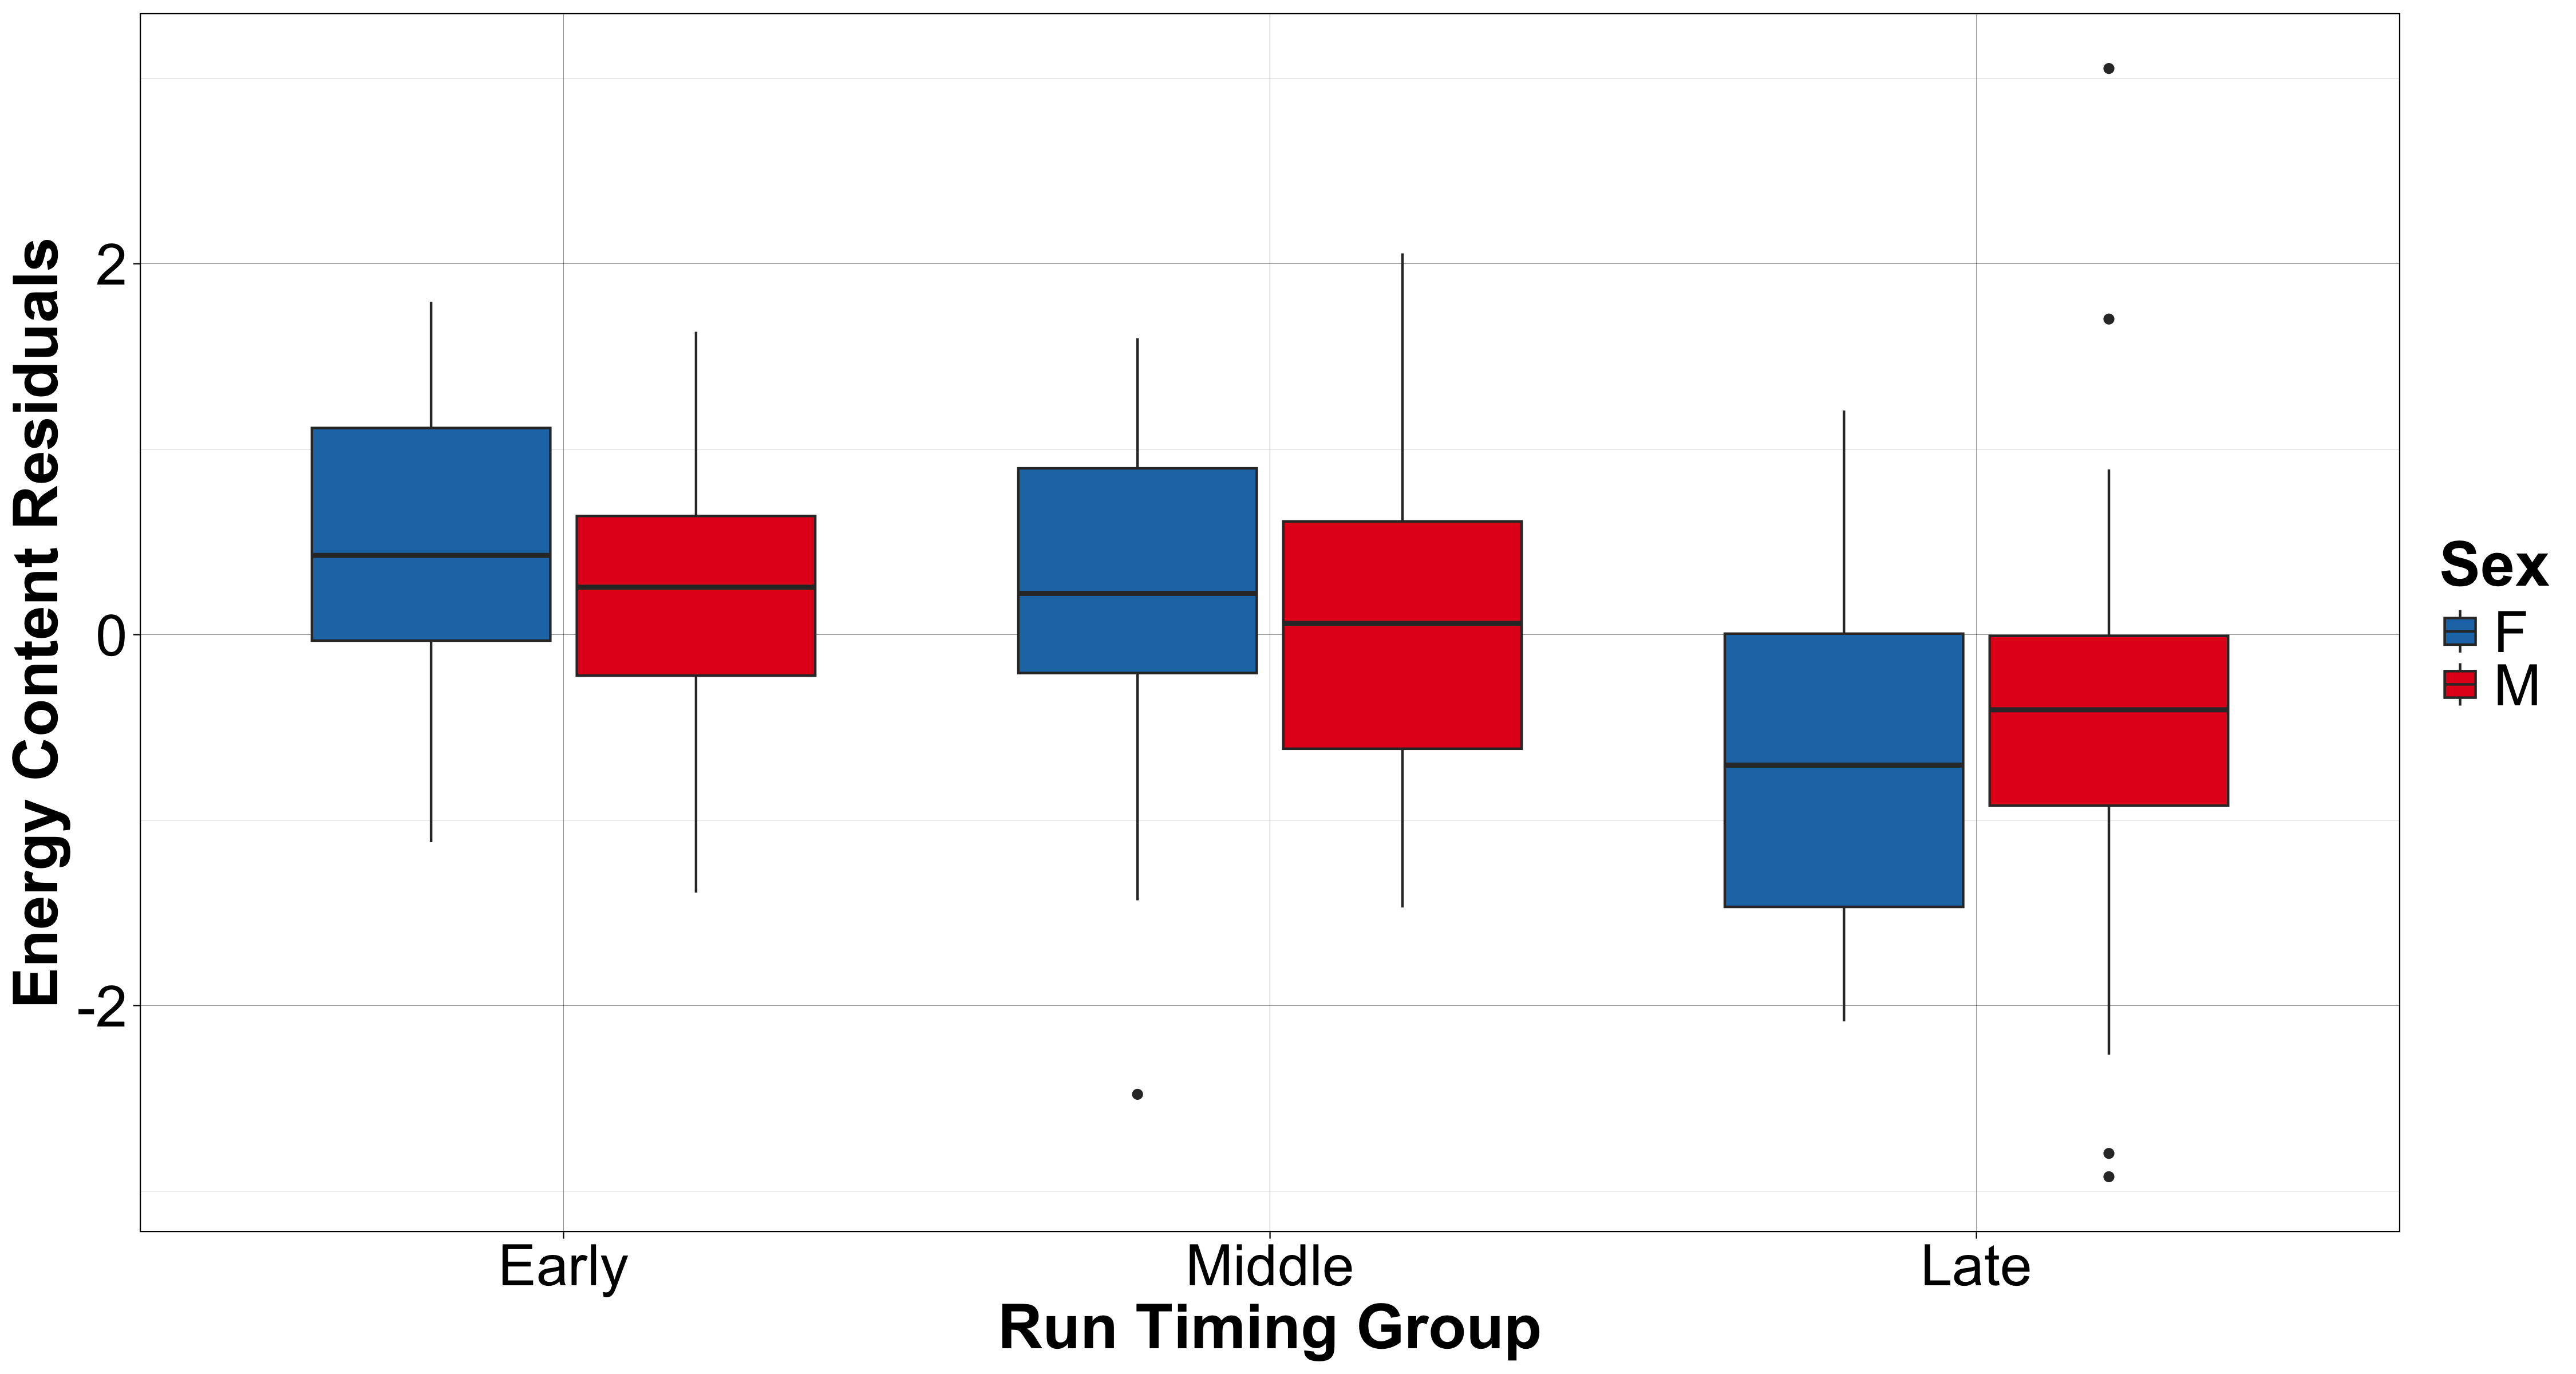 Energy Content Residuals
2
0
-2
Early
Middle
Late
Run Timing Group
Sex
F
M